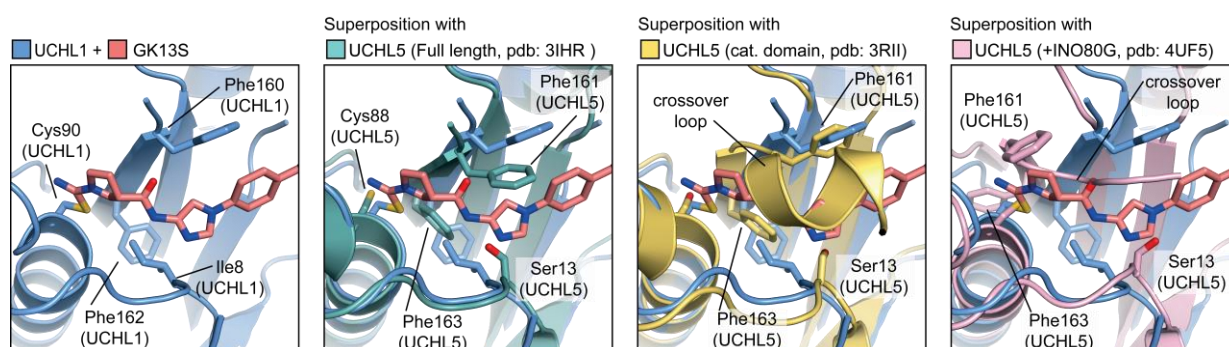 UCHL1 + GK13S
Phe160
(UCHL1)
Cys90
(UCHL1)
Ile8
(UCHL1)
Phe162
(UCHL1)
Superposition with
UCHL5 (Full length, pdb: 3IHR )
Phe161
(UCHL5)
Cys88
(UCHL5)
Ser13
(UCHL5)
Phe163
(UCHL5)
Superposition with
UCHL5 (cat. domain, pdb: 3RII)
Phe161
(UCHL5)
crossover
loop
Ser13
(UCHL5)
Phe163
(UCHL5)
Superposition with
UCHL5 (+INO80G, pdb: 4UF5)
crossover
loop
Phe161
(UCHL5)
Ser13
(UCHL5)
Phe163
(UCHL5)